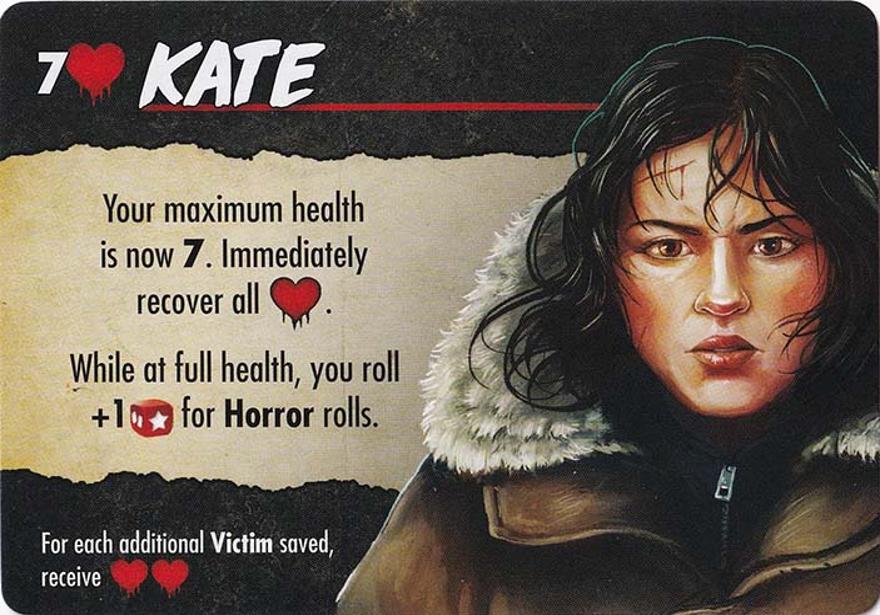 7 KATE
Your maximum health
is now 7. Immediately
recover all .
While at full health, you roll
+1 for Horror rolls.
For each additional Victim saved,
receive